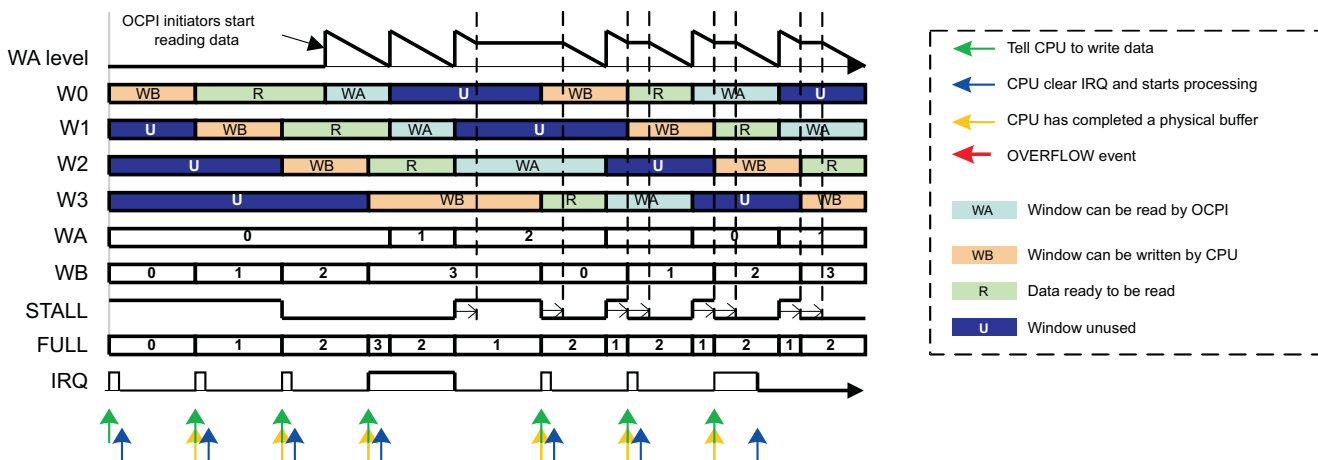 OCPI initiators start
reading data
WA level
W0 WB R WA U WB R WA U
W1 U WB R WA U WB R WA
W2 U WB R WA U WB R
W3 U WB R WA U WB
WA 0 1 2 0 1
WB 0 1 2 3 0 1 2 3
STALL
FULL 0 1 2 3 2 1 2 1 2 1 2 1 2
IRQ
Tell CPU to write data
CPU clear IRQ and starts processing
CPU has completed a physical buffer
OVERFLOW event
WA Window can be read by OCPI
WB Window can be written by CPU
R Data ready to be read
U Window unused